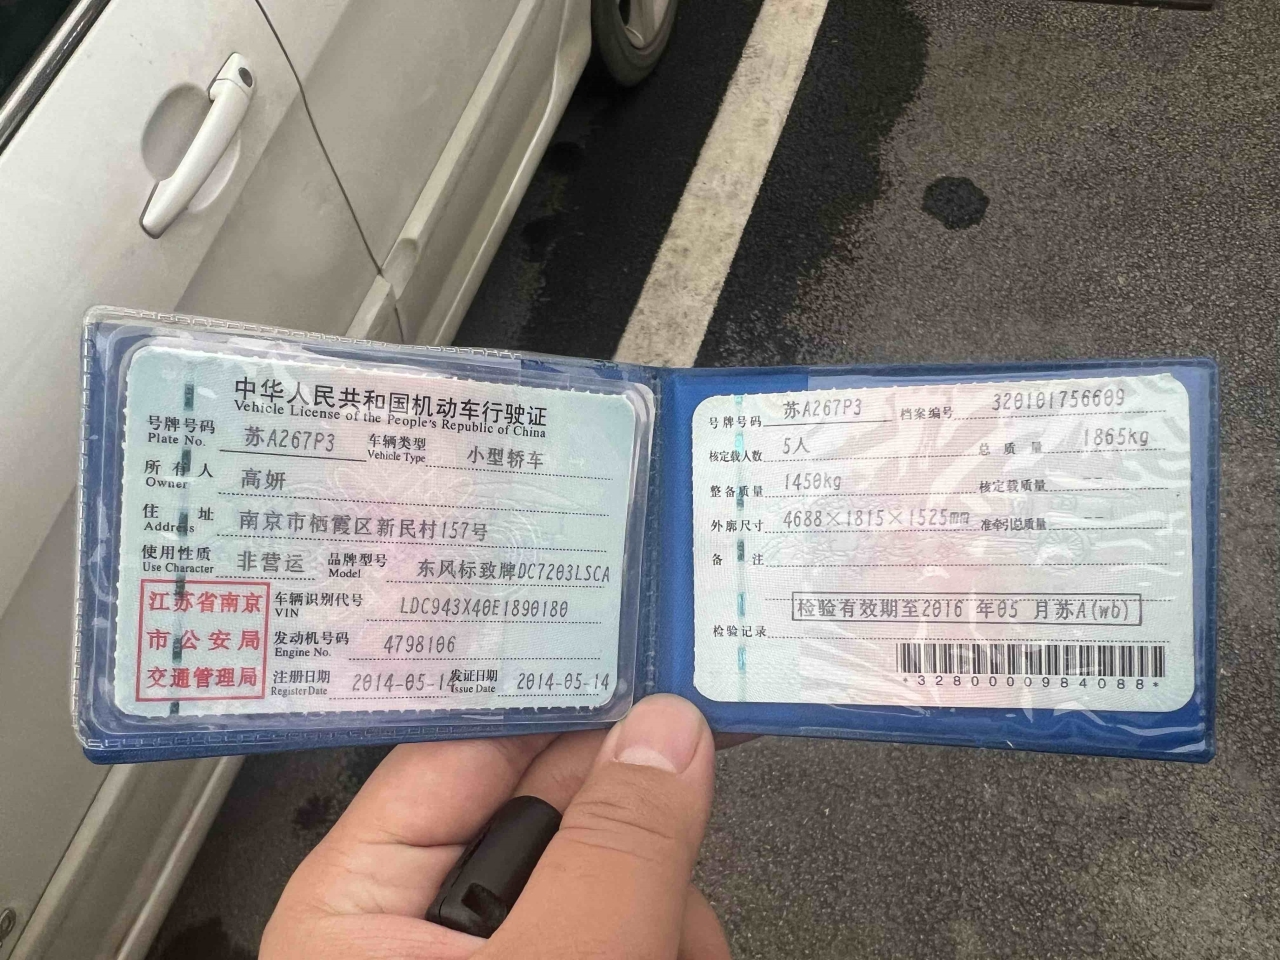 中华人民共和国机动车行驶证
Vehicle License of the People's Republic of China
号牌号码 苏A267P3 车辆类型 小型轿车
Plate No. Vehicle Type
所有人 高妍
Owner
住址 南京市栖霞区新民村157号
Address
使用性质 非营运 品牌型号 东风标致牌DC7203LSCA
Use Character Model
江苏省南京
市公安局
交通管理局
车辆识别代号 LDC943X40E1890180
VIN
发动机号码 4798106
Engine No.
注册日期 2014-05-14 发证日期 2014-05-14
Register Date Issue Date
号牌号码 苏A267P3 档案编号 320101756609
核定载人数 5人 总质量 1865kg
整备质量 1450kg 核定载质量 --
外廓尺寸 4688×1815×1525mm 准牵引总质量 --
备注
检验有效期至2016 年05 月苏A(wb)
检验记录
*3280000984088*